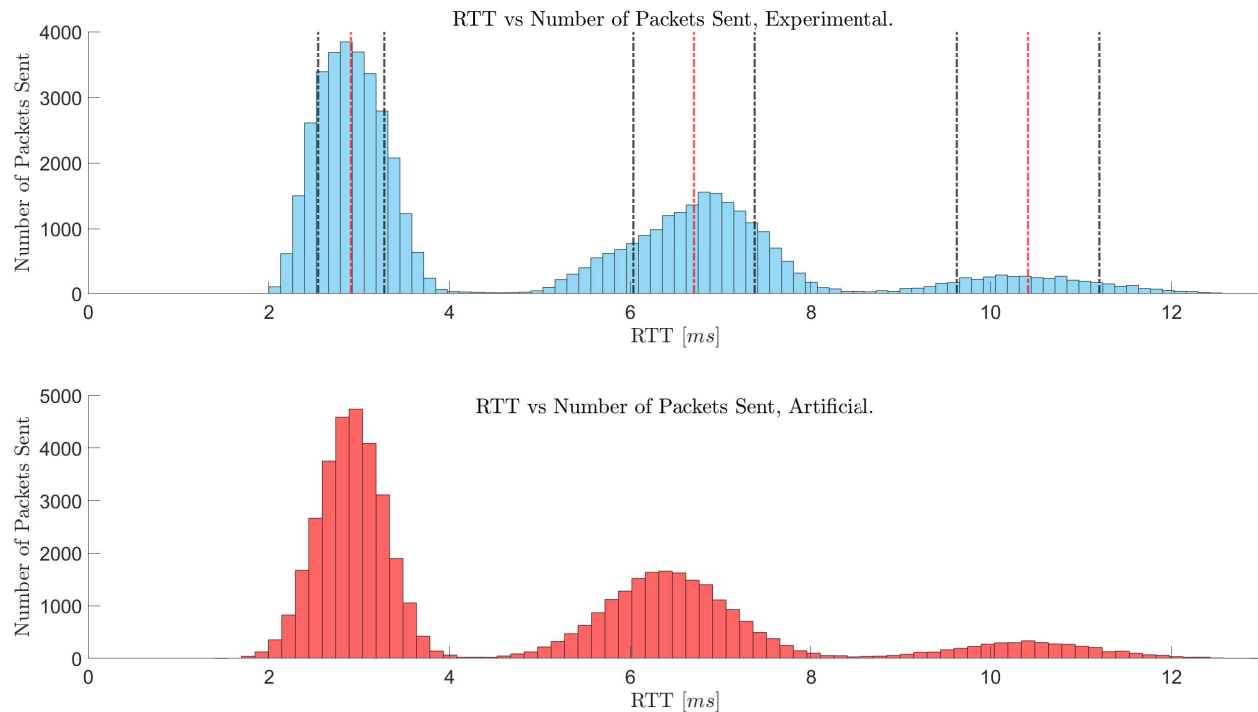 RTT vs Number of Packets Sent, Experimental.
Number of Packets Sent
4000
3000
2000
1000
0
0 2 4 6 8 10 12
RTT [ms]
RTT vs Number of Packets Sent, Artificial.
Number of Packets Sent
5000
4000
3000
2000
1000
0
0 2 4 6 8 10 12
RTT [ms]